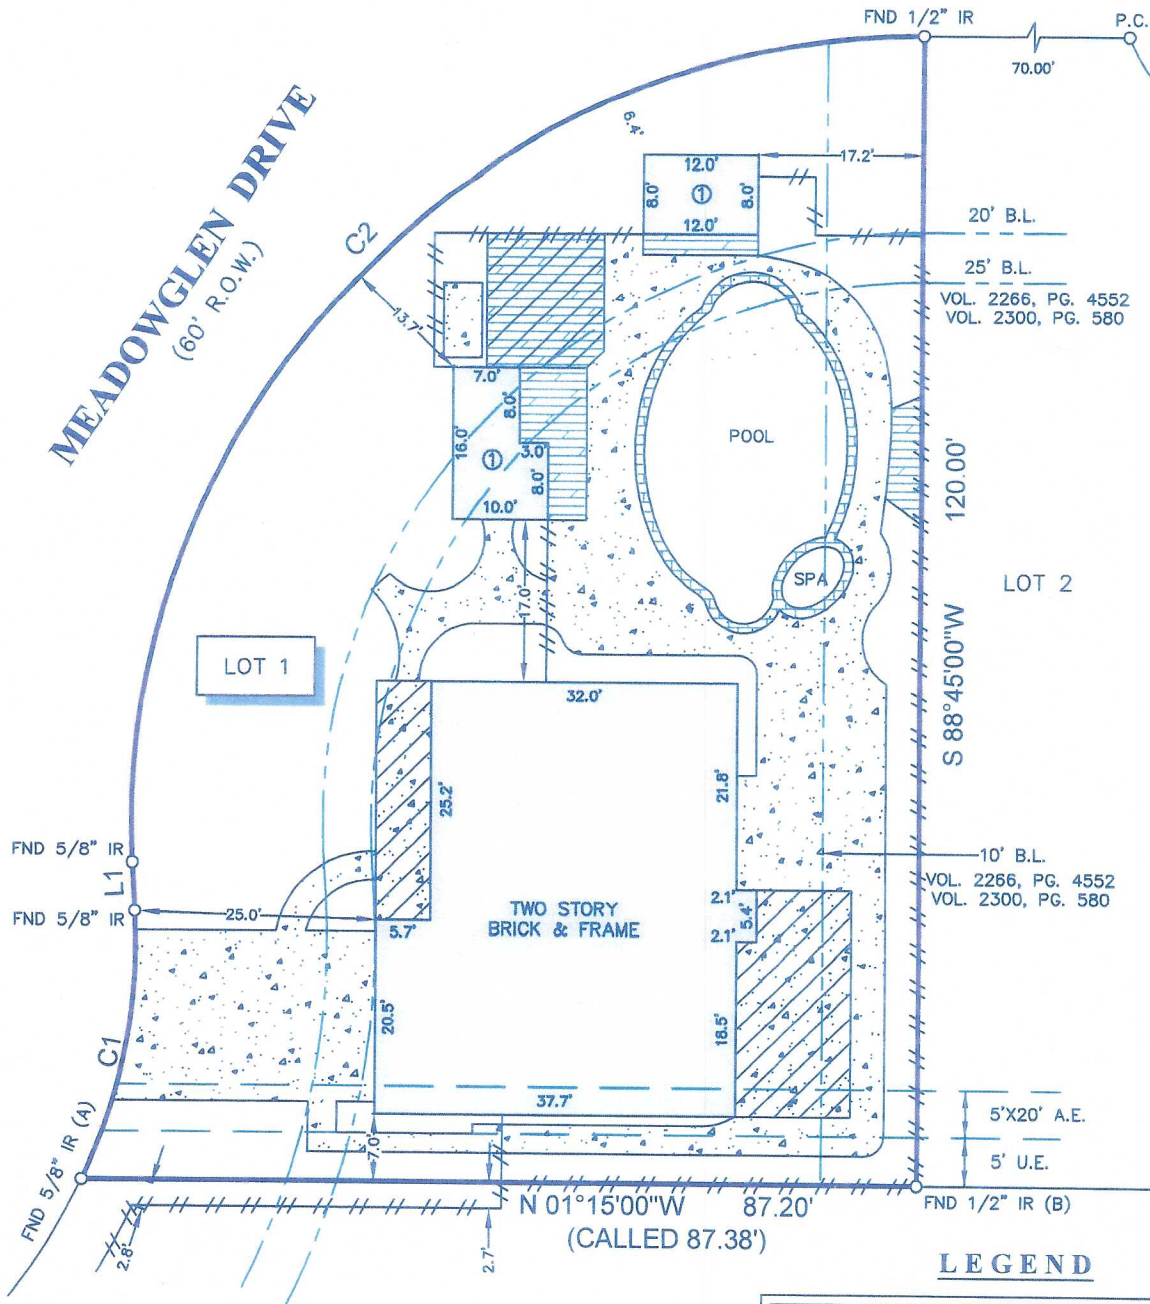 FND 1/2" IR
P.C.
70.00'
MEADOWGLEN DRIVE
(60' R.O.W.)
C2
6.4'
12.0'
8.0'
①
8.0'
12.0'
17.2'
20' B.L.
25' B.L.
VOL. 2266, PG. 4552
VOL. 2300, PG. 580
13.7'
7.0'
8.0'
16.0'
3.0'
①
8.0'
10.0'
POOL
SPA
120.00'
S 88°45'00"W
LOT 2
17.0'
LOT 1
32.0'
25.2'
21.8'
FND 5/8" IR
L1
FND 5/8" IR
25.0'
5.7'
TWO STORY
BRICK & FRAME
2.1'
5.4'
2.1'
10' B.L.
VOL. 2266, PG. 4552
VOL. 2300, PG. 580
20.5'
18.5'
C1
37.7'
7.0'
5'X20' A.E.
5' U.E.
FND 5/8" IR (A)
N 01°15'00"W 87.20'
(CALLED 87.38')
FND 1/2" IR (B)
2.8'
2.7'
LEGEND